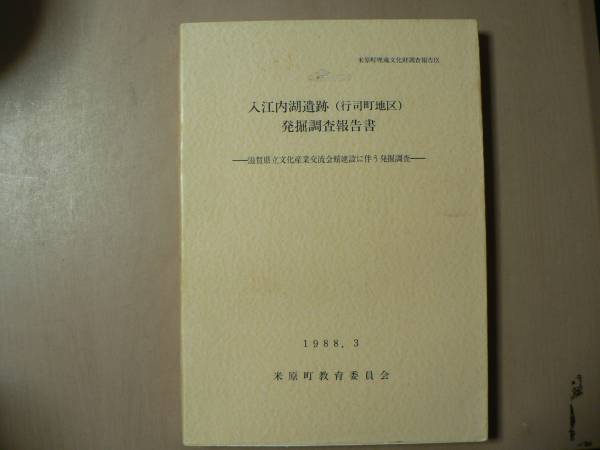 米原町埋蔵文化財調査報告Ⅸ
入江内湖遺跡（行司町地区）
発掘調査報告書
──滋賀県立文化産業交流会館建設に伴う発掘調査──
1988．3
米原町教育委員会